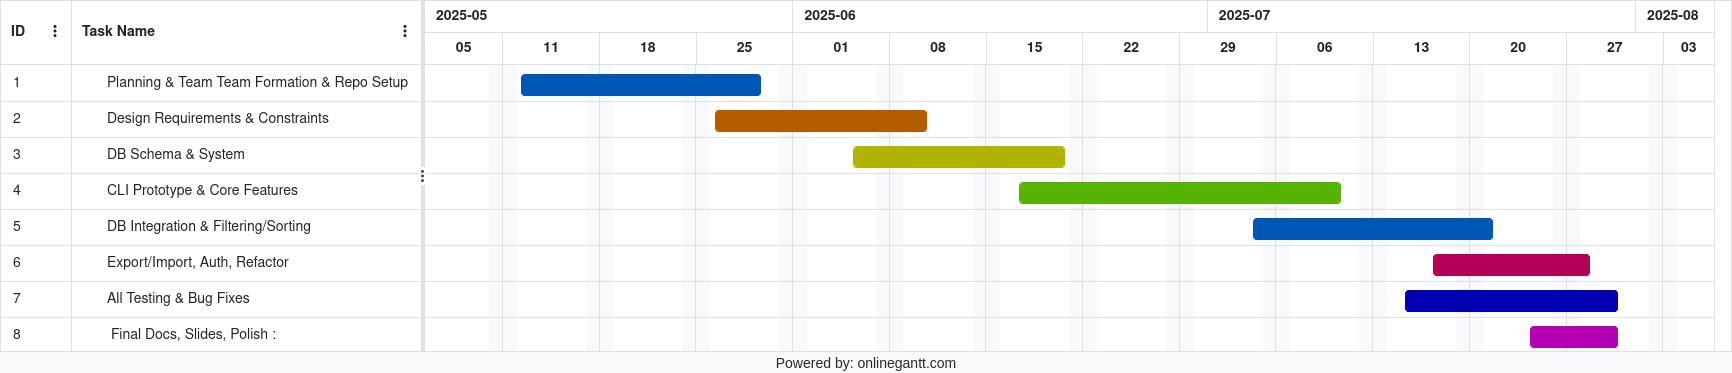 ID Task Name 2025-05 2025-06 2025-07 2025-08
05 11 18 25 01 08 15 22 29 06 13 20 27 03
1 Planning & Team Team Formation & Repo Setup
2 Design Requirements & Constraints
3 DB Schema & System
4 CLI Prototype & Core Features
5 DB Integration & Filtering/Sorting
6 Export/Import, Auth, Refactor
7 All Testing & Bug Fixes
8 Final Docs, Slides, Polish :
Powered by: onlinegantt.com